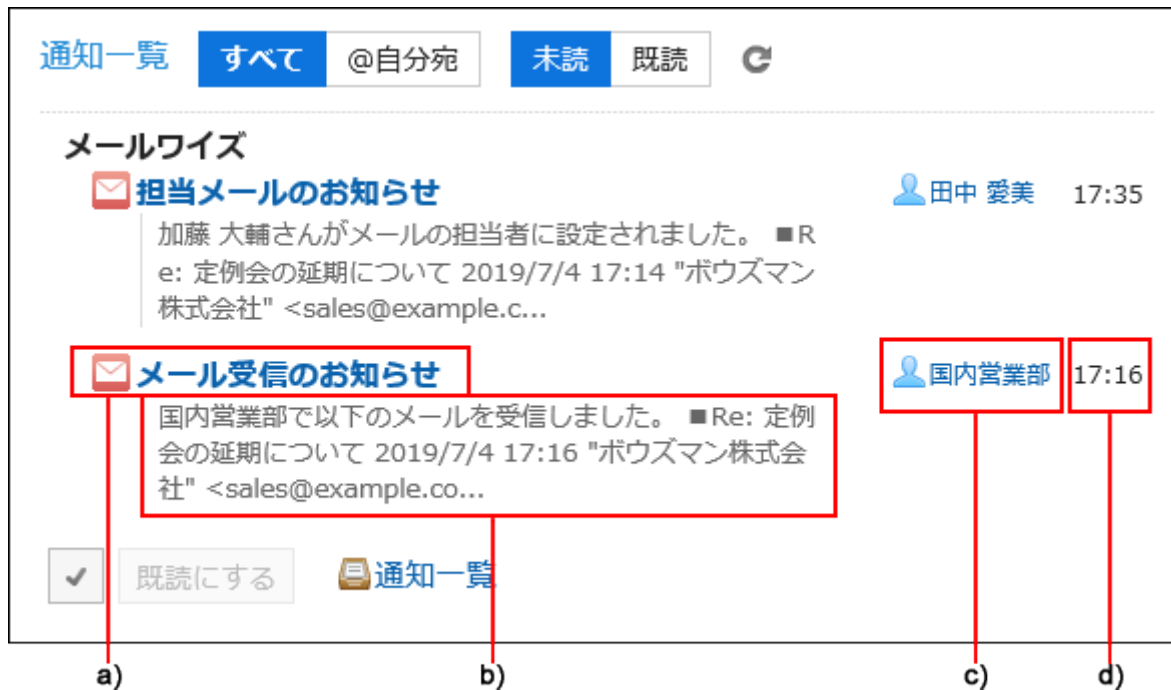 通知一覧 すべて @自分宛 未読 既読
メールワイズ
担当メールのお知らせ 田中 愛美 17:35
加藤 大輔さんがメールの担当者に設定されました。 ■R
e: 定例会の延期について 2019/7/4 17:14 "ボウズマン
株式会社" <sales@example.c...
メール受信のお知らせ 国内営業部 17:16
国内営業部で以下のメールを受信しました。 ■Re: 定例
会の延期について 2019/7/4 17:16 "ボウズマン株式会
社" <sales@example.co...
既読にする 通知一覧
a) b) c) d)